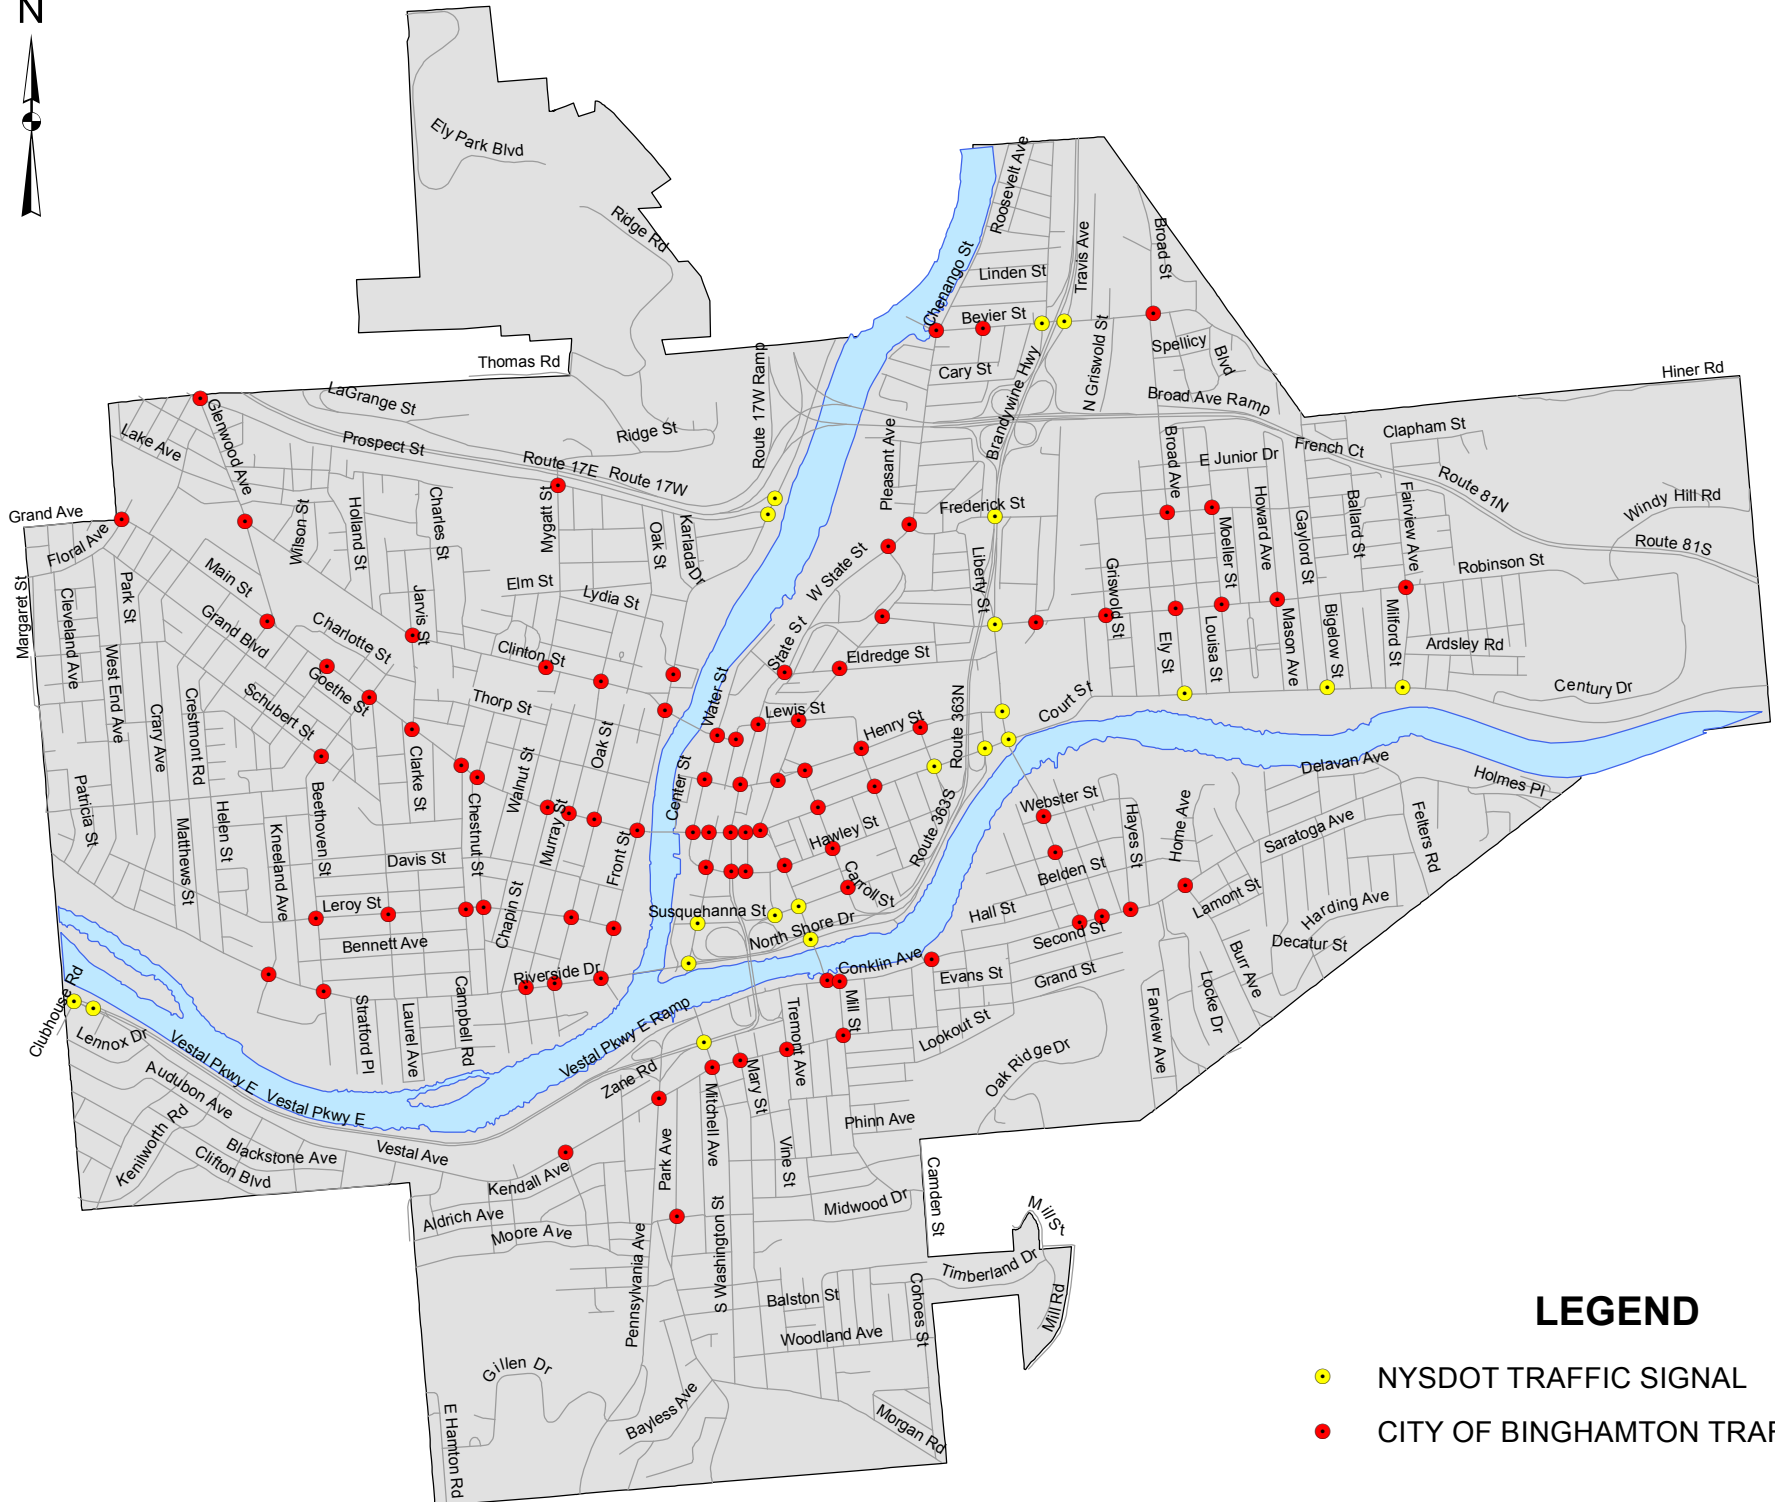 N
Ely Park Blvd
Ridge Rd
Roosevelt Ave
Chenango St
Linden St
Travis Ave
Broad St
Bevier St
Spellicy
Blvd
N Griswold St
Cary St
Brandywine Hwy
Broad Ave Ramp
Hiner Rd
Thomas Rd
LaGrange St
Ridge St
Route 17W Ramp
Prospect St
Route 17E
Route 17W
Lake Ave
Glenwood Ave
Pleasant Ave
Broad Ave
E Junior Dr
French Ct
Clapham St
Route 81N
Windy Hill Rd
Route 81S
Grand Ave
Floral Ave
Wilson St
Holland St
Charles St
Mygatt St
Oak St
Karlada Dr
Frederick St
Moeller St
Howard Ave
Gaylord St
Ballard St
Fairview Ave
Robinson St
Margaret St
Cleveland Ave
Park St
Main St
Grand Blvd
Charlotte St
Jarvis St
Elm St
Lydia St
W State St
State St
Liberty St
Griswold St
Ely St
Louisa St
Mason Ave
Bigelow St
Milford St
Ardsley Rd
Century Dr
West End Ave
Crary Ave
Crestmont Rd
Schubert St
Goethe St
Clinton St
Thorp St
Eldredge St
Water St
Lewis St
Henry St
Route 363N
Court St
Patricia St
Matthews St
Helen St
Kneeland Ave
Beethoven St
Clarke St
Chestnut St
Walnut St
Oak St
Murray St
Front St
Center St
Hawley St
Carroll St
Route 363S
Webster St
Hayes St
Home Ave
Delavan Ave
Holmes Pl
Saratoga Ave
Felters Rd
Davis St
Leroy St
Bennett Ave
Chapin St
Susquehanna St
North Shore Dr
Belden St
Hall St
Second St
Lamont St
Harding Ave
Decatur St
Riverside Dr
Conklin Ave
Evans St
Grand St
Burr Ave
Locke Dr
Farview Ave
Clubhouse Rd
Lennox Dr
Vestal Pkwy E
Vestal Pkwy E
Stratford Pl
Laurel Ave
Campbell Rd
Vestal Pkwy E Ramp
Zane Rd
Mill St
Tremont Ave
Lookout St
Oak Ridge Dr
Audubon Ave
Kenilworth Rd
Blackstone Ave
Clifton Blvd
Vestal Ave
Kendall Ave
Park Ave
Mitchell Ave
Mary St
Vine St
Phinn Ave
Aldrich Ave
Moore Ave
Midwood Dr
Camden St
Mill St
Pennsylvania Ave
S Washington St
Timberland Dr
Mill Rd
Balston St
Cohoes St
Woodland Ave
Gillen Dr
Bayless Ave
Morgan Rd
E Hamton Rd
LEGEND
NYSDOT TRAFFIC SIGNAL
CITY OF BINGHAMTON